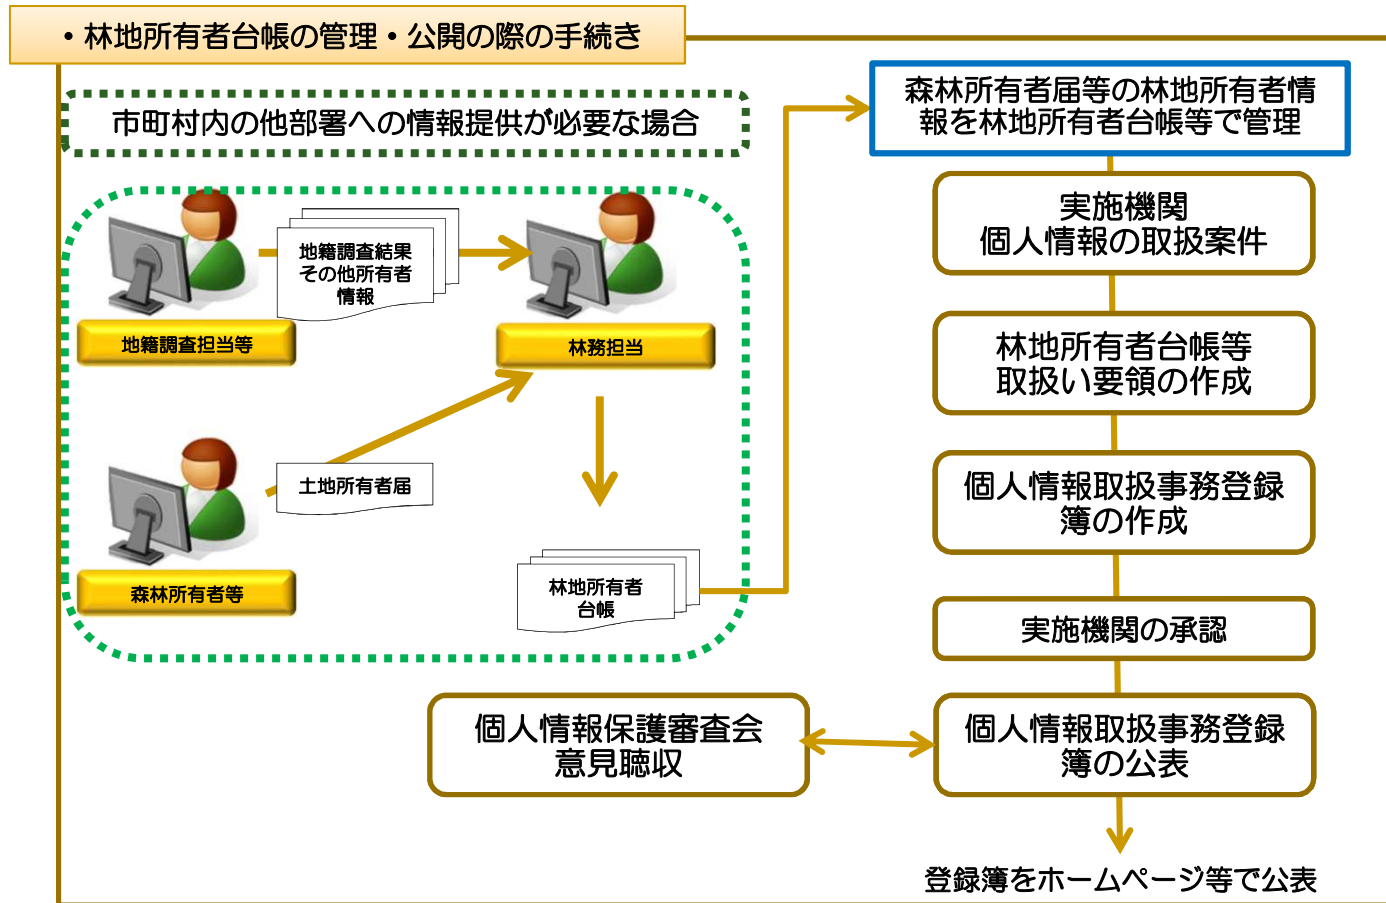 ・林地所有者台帳の管理・公開の際の手続き
市町村内の他部署への情報提供が必要な場合
地籍調査結果
その他所有者
情報
地籍調査担当等
林務担当
土地所有者届
森林所有者等
林地所有者
台帳
森林所有者届等の林地所有者情
報を林地所有者台帳等で管理
実施機関
個人情報の取扱案件
林地所有者台帳等
取扱い要領の作成
個人情報取扱事務登録
簿の作成
実施機関の承認
個人情報保護審査会
意見聴収
個人情報取扱事務登録
簿の公表
登録簿をホームページ等で公表